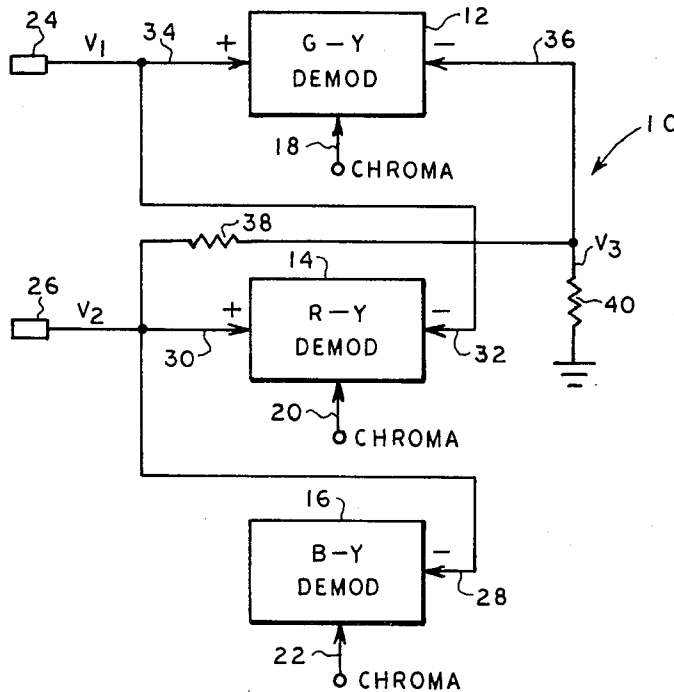 24
V1
34
+
G-Y
DEMOD
12
-
36
18
CHROMA
10
38
V3
26
V2
14
+
R-Y
DEMOD
-
40
30
32
20
CHROMA
16
B-Y
DEMOD
-
28
22
CHROMA